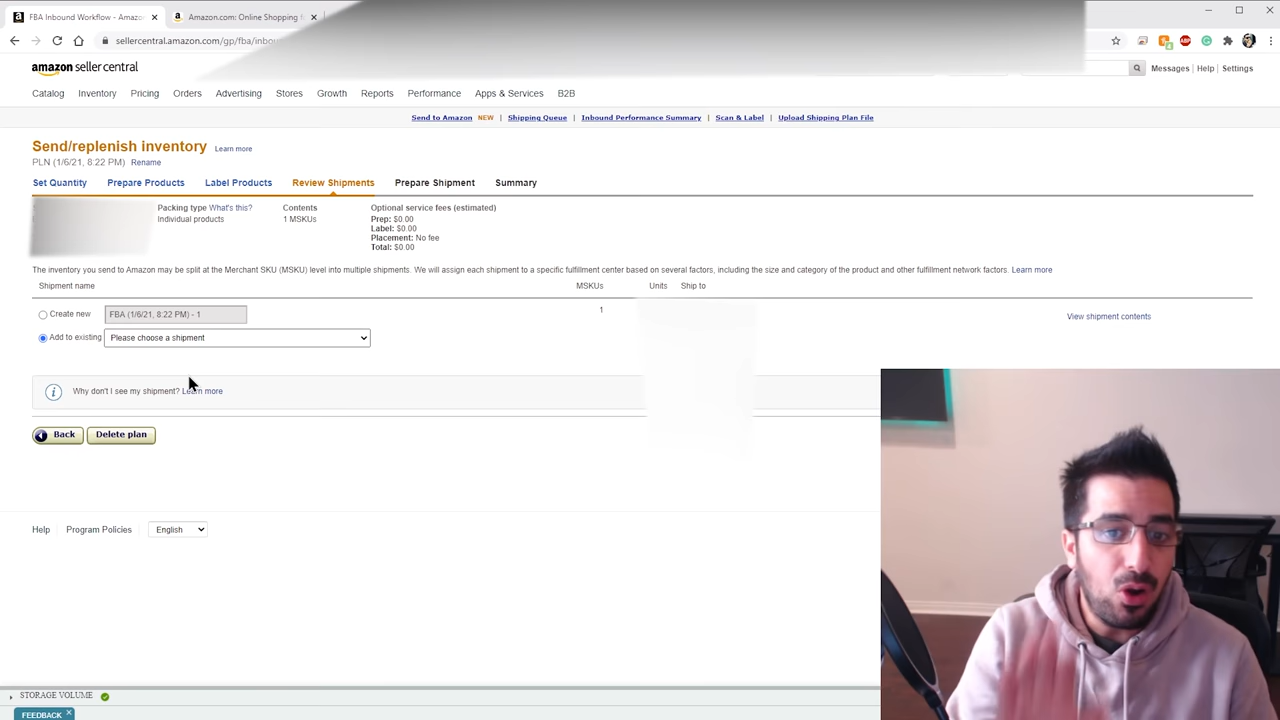 FBA Inbound Workflow - Amazon
Amazon.com: Online Shopping f
sellercentral.amazon.com/gp/fba/inbou
amazon seller central
Messages | Help | Settings
Catalog Inventory Pricing Orders Advertising Stores Growth Reports Performance Apps & Services B2B
Send to Amazon NEW | Shipping Queue | Inbound Performance Summary | Scan & Label | Upload Shipping Plan File
Send/replenish inventory Learn more
PLN (1/6/21, 8:22 PM) Rename
Set Quantity Prepare Products Label Products Review Shipments Prepare Shipment Summary
Packing type What's this? Contents Optional service fees (estimated)
Individual products 1 MSKUs Prep: $0.00
Label: $0.00
Placement: No fee
Total: $0.00
The inventory you send to Amazon may be split at the Merchant SKU (MSKU) level into multiple shipments. We will assign each shipment to a specific fulfillment center based on several factors, including the size and category of the product and other fulfillment network factors. Learn more
Shipment name MSKUs Units Ship to
Create new FBA (1/6/21, 8:22 PM) - 1 1 View shipment contents
Add to existing Please choose a shipment
Why don't I see my shipment? Learn more
Back Delete plan
Help Program Policies English
STORAGE VOLUME
FEEDBACK